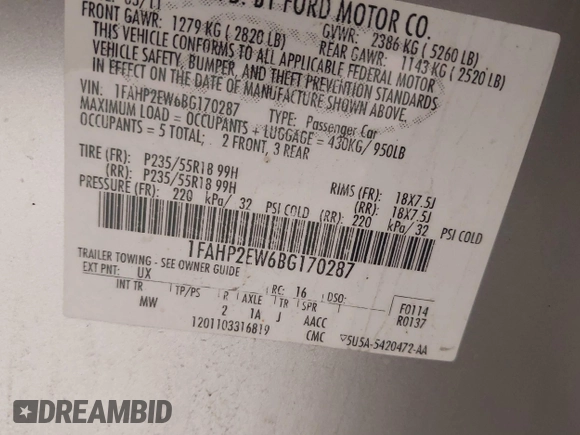 03/11
BY FORD MOTOR CO.
FRONT GAWR: 1279 KG ( 2820 LB) GVWR: 2386 KG ( 5260 LB)
REAR GAWR: 1143 KG ( 2520 LB)
THIS VEHICLE CONFORMS TO ALL APPLICABLE FEDERAL MOTOR
VEHICLE SAFETY, BUMPER, AND THEFT PREVENTION STANDARDS
IN EFFECT ON THE DATE OF MANUFACTURE SHOWN ABOVE.
VIN: 1FAHP2EW6BG170287
TYPE: Passenger Car
MAXIMUM LOAD = OCCUPANTS + LUGGAGE = 430KG/ 950LB
OCCUPANTS = 5 TOTAL; 2 FRONT, 3 REAR
TIRE (FR): P235/55R18 99H RIMS (FR): 18X7.5J
(RR): P235/55R18 99H (RR): 18X7.5J
PRESSURE (FR): 220 kPa/ 32 PSI COLD (RR): 220 kPa/ 32 PSI COLD
1FAHP2EW6BG170287
TRAILER TOWING - SEE OWNER GUIDE
EXT PNT: UX RC: 16 DSO: F0114
R0137
INT TR TP/PS R AXLE TR SPR
MW 2 1A J AACC
1201103316819 CMC
5U5A-5420472-AA
DREAMBID